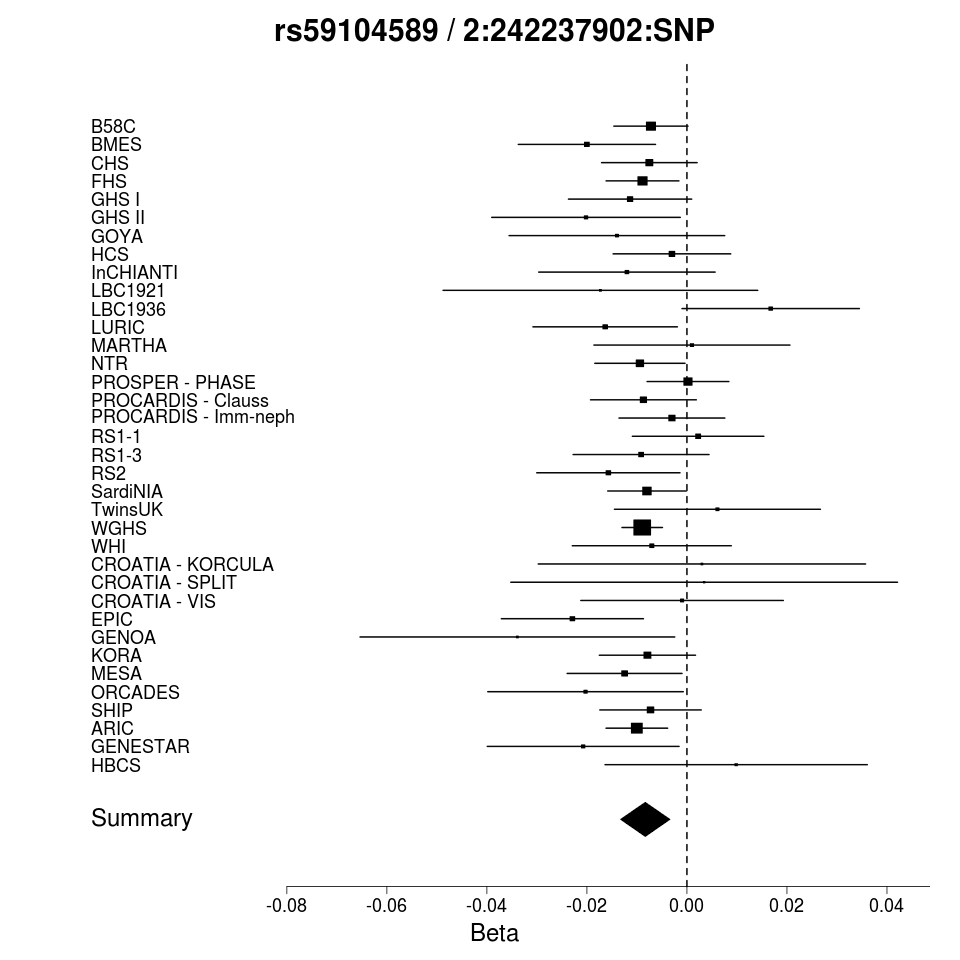 rs59104589 / 2:242237902:SNP
B58C
BMES
CHS
FHS
GHS I
GHS II
GOYA
HCS
InCHIANTI
LBC1921
LBC1936
LURIC
MARTHA
NTR
PROSPER - PHASE
PROCARDIS - Clauss
PROCARDIS - Imm-neph
RS1-1
RS1-3
RS2
SardiNIA
TwinsUK
WGHS
WHI
CROATIA - KORCULA
CROATIA - SPLIT
CROATIA - VIS
EPIC
GENOA
KORA
MESA
ORCADES
SHIP
ARIC
GENESTAR
HBCS
Summary
-0.08 -0.06 -0.04 -0.02 0.00 0.02 0.04
Beta